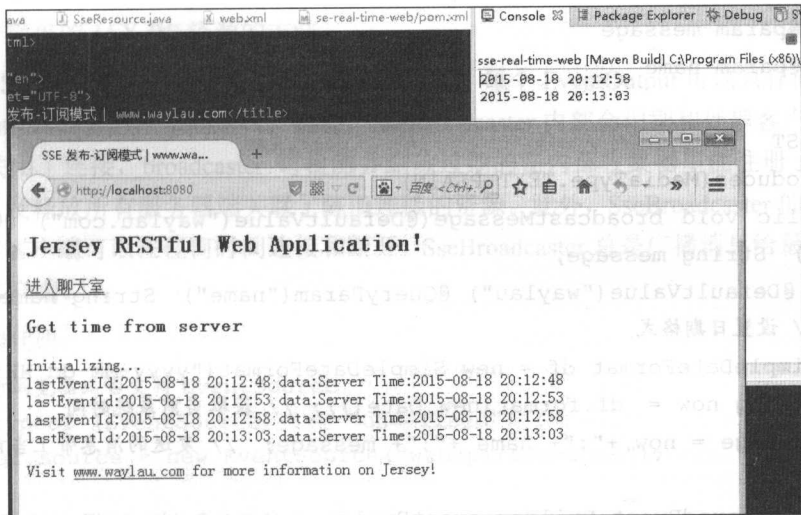 SseResource.java
web.xml
se-real-time-web/pom.xml
Console
Package Explorer
Debug
tml>
"en">
et="UTF-8">
发布-订阅模式 | www.waylau.com</title>
sse-real-time-web [Maven Build] C:\Program Files (x86)\
2015-08-18 20:12:58
2015-08-18 20:13:03
SSE 发布-订阅模式 | www.wa...
http://localhost:8080
百度 <Ctrl+
Jersey RESTful Web Application!
进入聊天室
Get time from server
Initializing...
lastEventId:2015-08-18 20:12:48;data:Server Time:2015-08-18 20:12:48
lastEventId:2015-08-18 20:12:53;data:Server Time:2015-08-18 20:12:53
lastEventId:2015-08-18 20:12:58;data:Server Time:2015-08-18 20:12:58
lastEventId:2015-08-18 20:13:03;data:Server Time:2015-08-18 20:13:03
Visit www.waylau.com for more information on Jersey!